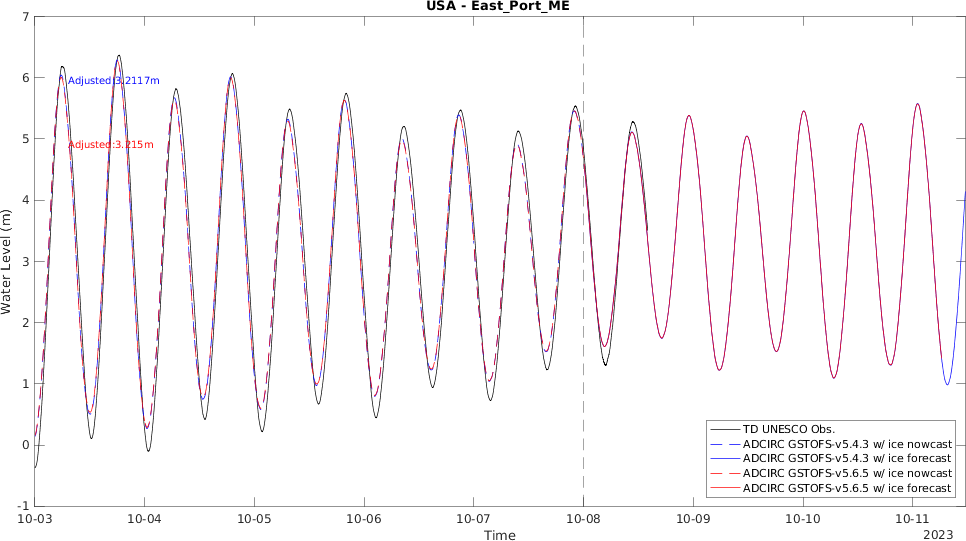 USA - East_Port_ME
7
6
5
4
3
2
1
0
-1
Water Level (m)
Adjusted:3.2117m
Adjusted:3.215m
TD UNESCO Obs.
ADCIRC GSTOFS-v5.4.3 w/ ice nowcast
ADCIRC GSTOFS-v5.4.3 w/ ice forecast
ADCIRC GSTOFS-v5.6.5 w/ ice nowcast
ADCIRC GSTOFS-v5.6.5 w/ ice forecast
10-03 10-04 10-05 10-06 10-07 10-08 10-09 10-10 10-11
Time
2023